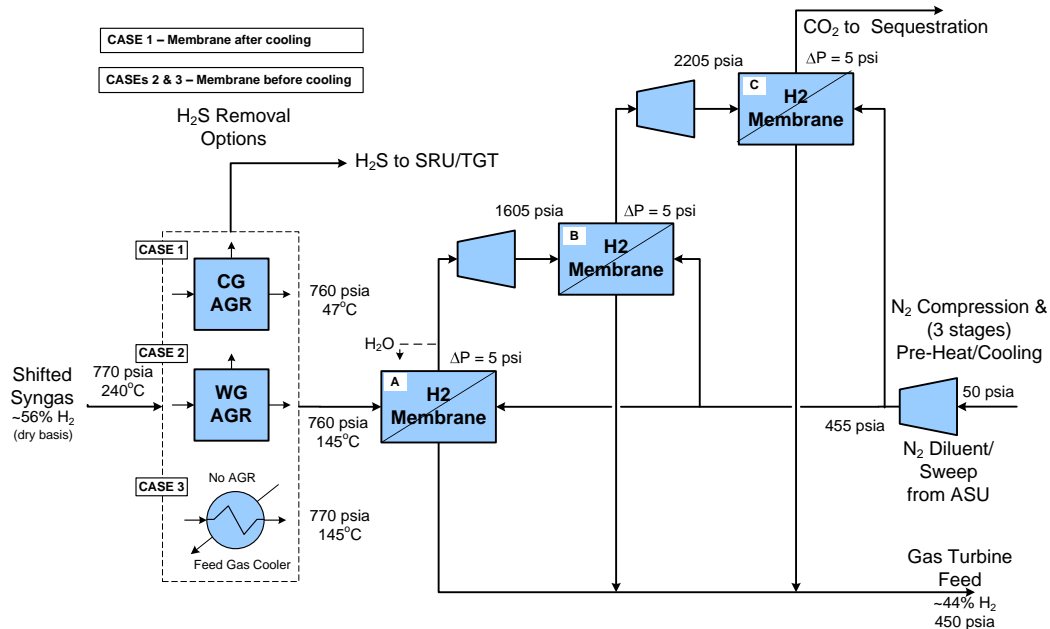 CASE 1 – Membrane after cooling
CASEs 2 & 3 – Membrane before cooling
H₂S Removal
Options
H₂S to SRU/TGT
CO₂ to Sequestration
2205 psia
ΔP = 5 psi
C
H2
Membrane
1605 psia
ΔP = 5 psi
B
H2
Membrane
CASE 1
CG
AGR
760 psia
47°C
H₂O
ΔP = 5 psi
A
H2
Membrane
N₂ Compression &
(3 stages)
Pre-Heat/Cooling
50 psia
455 psia
N₂ Diluent/
Sweep
from ASU
Shifted
Syngas
~56% H₂
(dry basis)
770 psia
240°C
CASE 2
WG
AGR
760 psia
145°C
CASE 3
No AGR
Feed Gas Cooler
770 psia
145°C
Gas Turbine
Feed
~44% H₂
450 psia